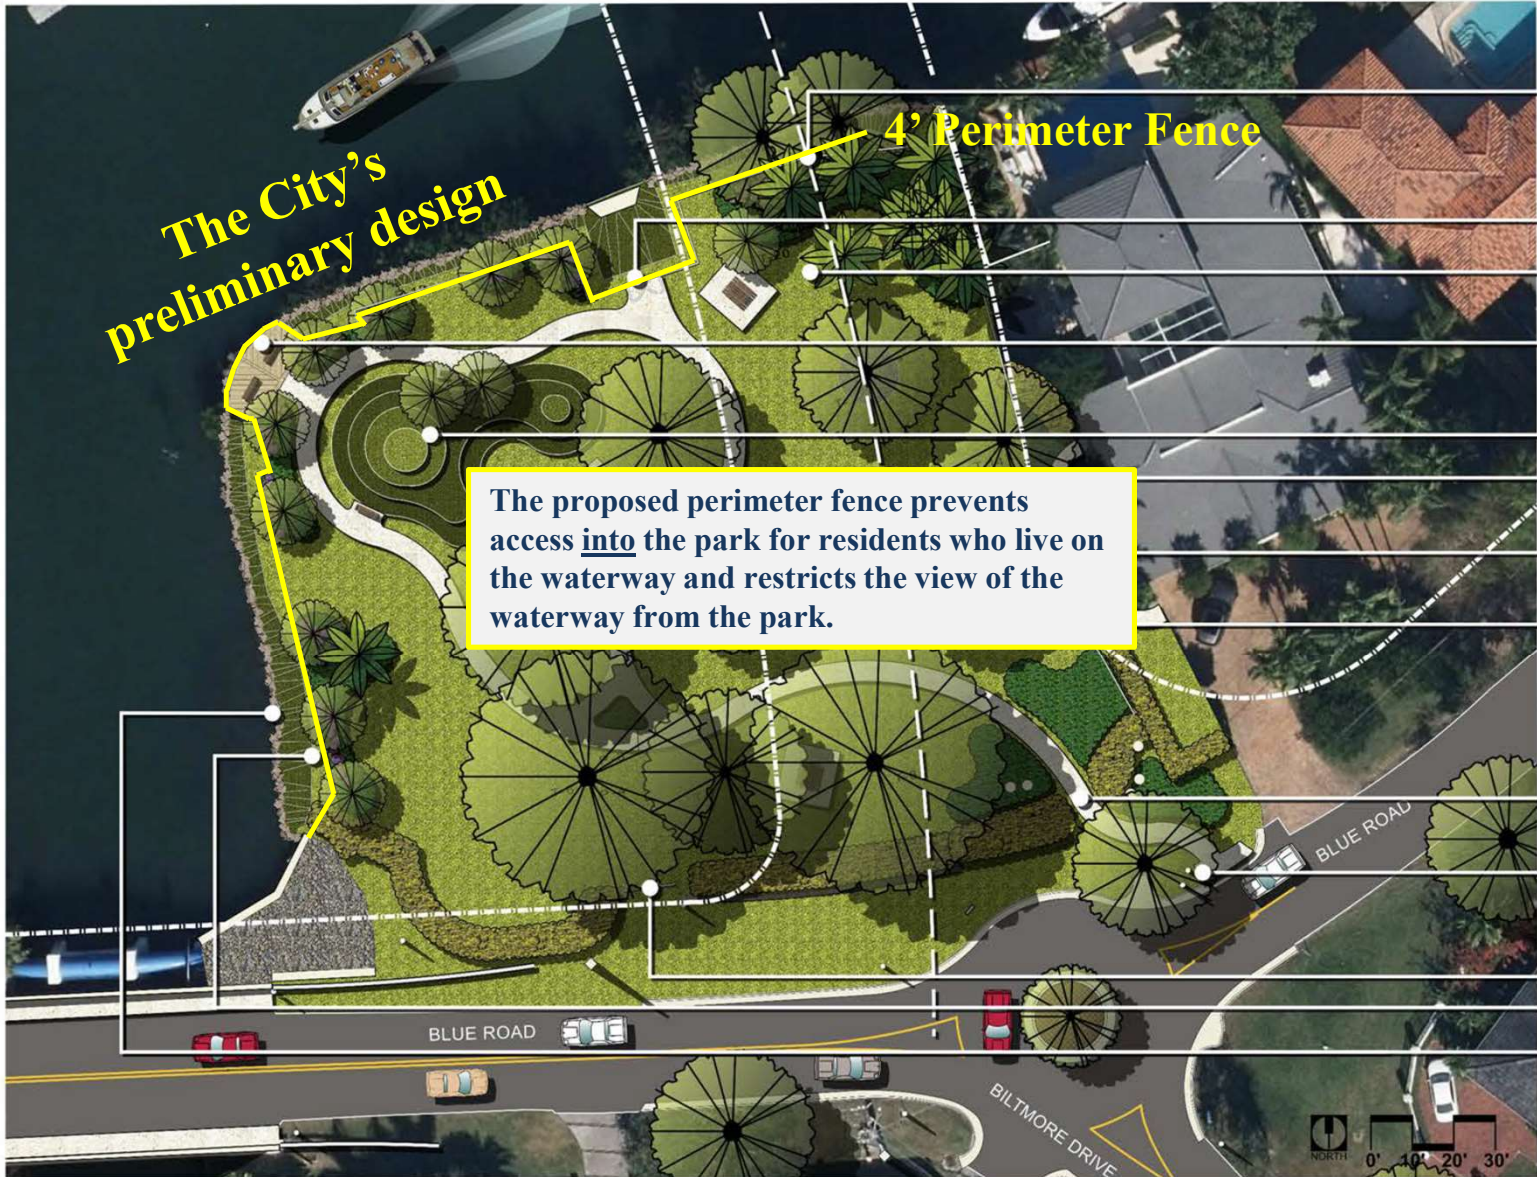 The City's
preliminary design
4' Perimeter Fence
The proposed perimeter fence prevents
access into the park for residents who live on
the waterway and restricts the view of the
waterway from the park.
BLUE ROAD
BLUE ROAD
BILTMORE DRIVE
NORTH
0' 10' 20' 30'